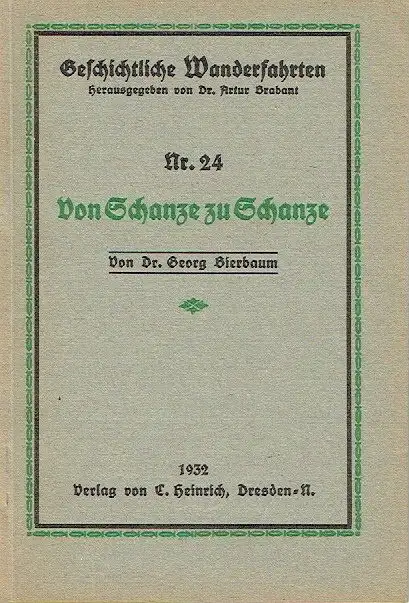 Geschichtliche Wanderfahrten
Herausgegeben von Dr. Artur Brabant
Nr. 24
Von Schanze zu Schanze
Von Dr. Georg Bierbaum
1932
Verlag von C. Heinrich, Dresden-N.